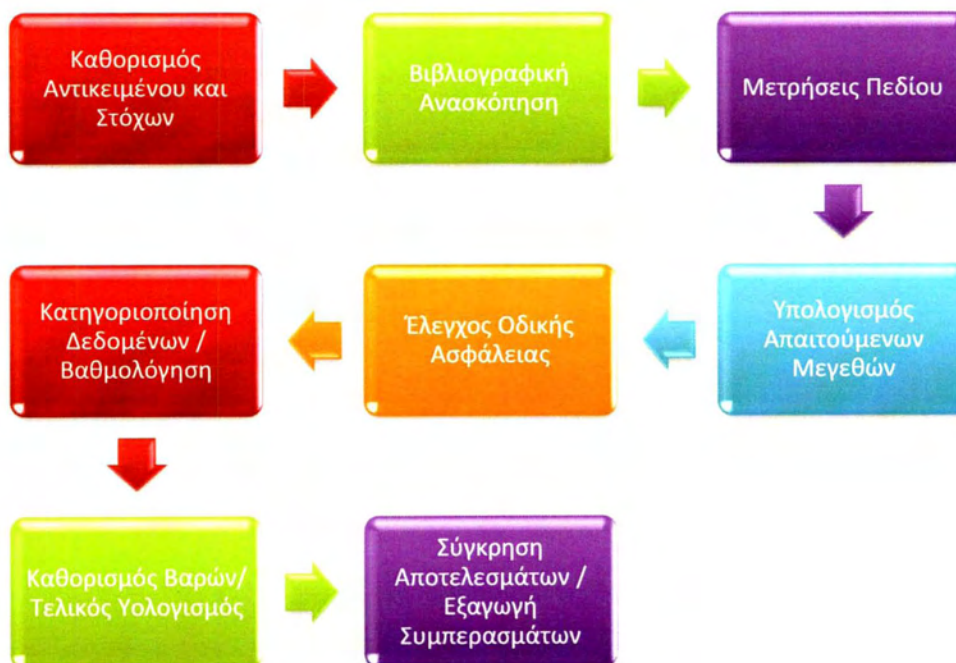 Καθορισμός
Αντικειμένου και
Στόχων
Βιβλιογραφική
Ανασκόπηση
Μετρήσεις Πεδίου
Υπολογισμός
Απαιτούμενων
Μεγεθών
Έλεγχος Οδικής
Ασφάλειας
Κατηγοριοποίηση
Δεδομένων /
Βαθμολόγηση
Καθορισμός Βαρών/
Τελικός Υολογισμός
Σύγκρηση
Αποτελεσμάτων /
Εξαγωγή
Συμπερασμάτων